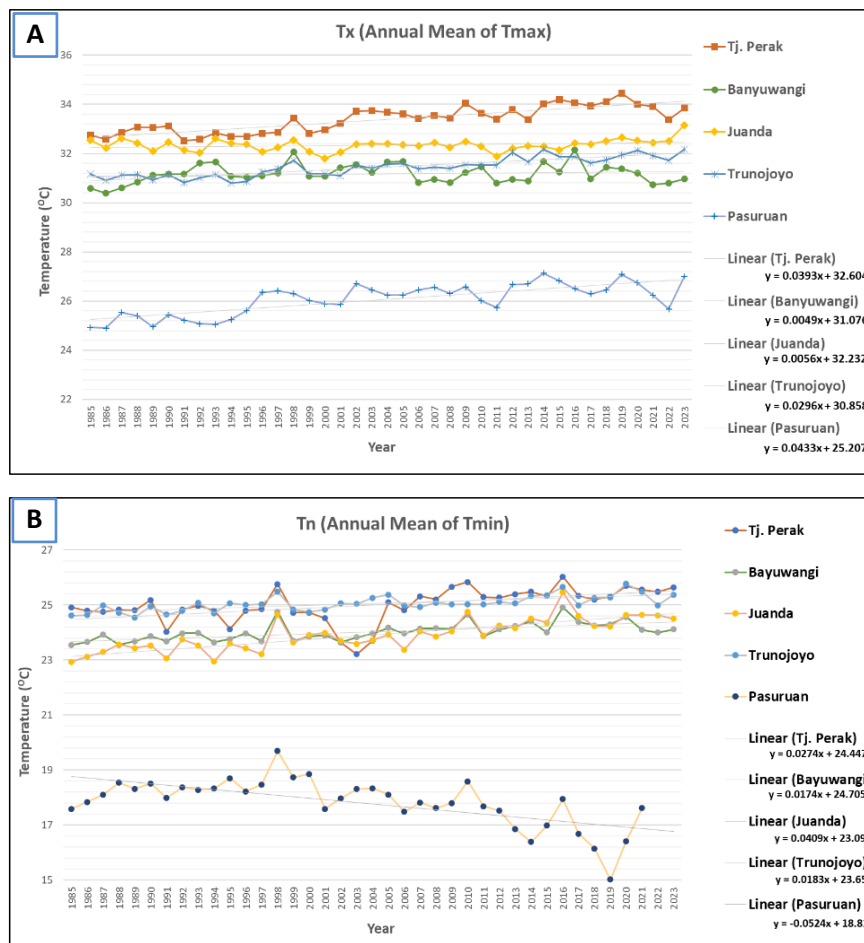 A
Tx (Annual Mean of Tmax)
36
34
32
30
28
26
24
22
Temperature (⁰C)
1985 1986 1987 1988 1989 1990 1991 1992 1993 1994 1995 1996 1997 1998 1999 2000 2001 2002 2003 2004 2005 2006 2007 2008 2009 2010 2011 2012 2013 2014 2015 2016 2017 2018 2019 2020 2021 2022 2023
Year
Tj. Perak
Banyuwangi
Juanda
Trunojoyo
Pasuruan
Linear (Tj. Perak)
y = 0.0393x + 32.604
Linear (Banyuwangi)
y = 0.0049x + 31.076
Linear (Juanda)
y = 0.0056x + 32.232
Linear (Trunojoyo)
y = 0.0296x + 30.858
Linear (Pasuruan)
y = 0.0433x + 25.207
B
Tn (Annual Mean of Tmin)
27
25
23
21
19
17
15
Temperature (⁰C)
1985 1986 1987 1988 1989 1990 1991 1992 1993 1994 1995 1996 1997 1998 1999 2000 2001 2002 2003 2004 2005 2006 2007 2008 2009 2010 2011 2012 2013 2014 2015 2016 2017 2018 2019 2020 2021 2022 2023
Year
Tj. Perak
Bayuwangi
Juanda
Trunojoyo
Pasuruan
Linear (Tj. Perak)
y = 0.0274x + 24.447
Linear (Bayuwangi)
y = 0.0174x + 24.705
Linear (Juanda)
y = 0.0409x + 23.09
Linear (Trunojoyo)
y = 0.0183x + 23.65
Linear (Pasuruan)
y = -0.0524x + 18.8